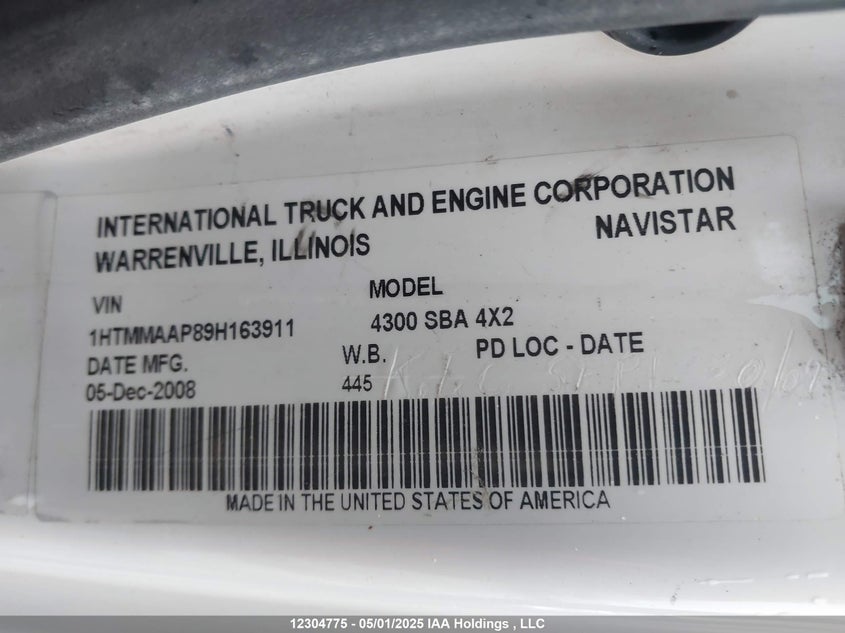 INTERNATIONAL TRUCK AND ENGINE CORPORATION
WARRENVILLE, ILLINOIS NAVISTAR
VIN MODEL
1HTMMAAP89H163911 4300 SBA 4X2
DATE MFG. W.B. PD LOC - DATE
05-Dec-2008 445
MADE IN THE UNITED STATES OF AMERICA
12304775 - 05/01/2025 IAA Holdings , LLC